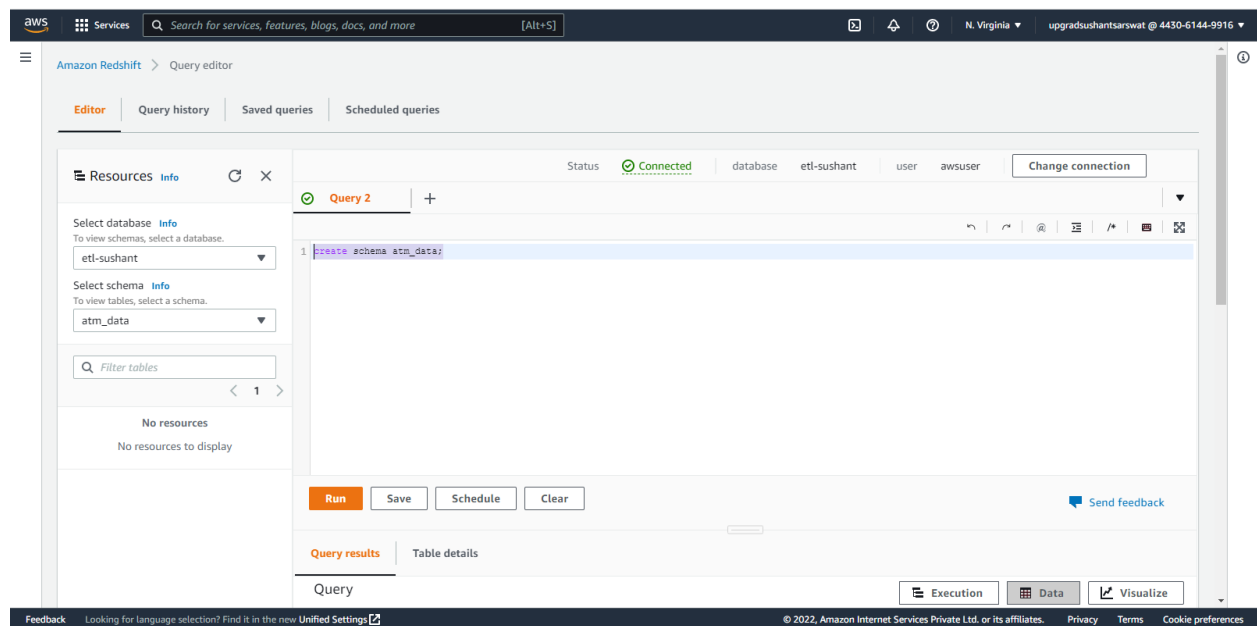 aws Services Search for services, features, blogs, docs, and more [Alt+S] N. Virginia ▼ upgradsushantsarswat @ 4430-6144-9916 ▼
Amazon Redshift > Query editor
Editor Query history Saved queries Scheduled queries
Resources Info
Status Connected database etl-sushant user awsuser Change connection
Query 2 +
Select database Info
To view schemas, select a database.
etl-sushant
1 create schema atm_data;
Select schema Info
To view tables, select a schema.
atm_data
Filter tables
< 1 >
No resources
No resources to display
Run Save Schedule Clear
Send feedback
Query results Table details
Query Execution Data Visualize
Feedback Looking for language selection? Find it in the new Unified Settings © 2022, Amazon Internet Services Private Ltd. or its affiliates. Privacy Terms Cookie preferences